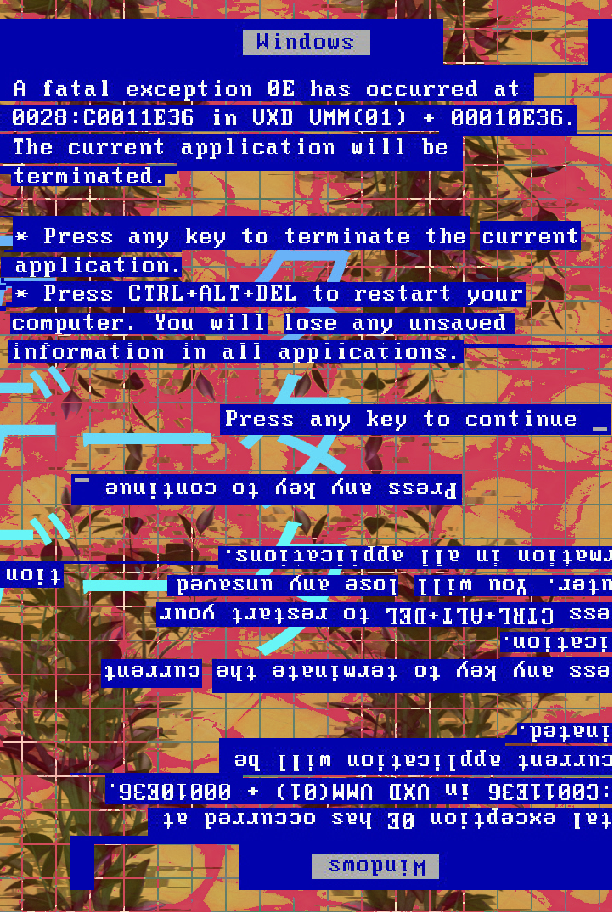 Windows
A fatal exception 0E has occurred at
0028:C0011E36 in VXD VMM(01) + 00010E36.
The current application will be
terminated.
* Press any key to terminate the current
application.
* Press CTRL+ALT+DEL to restart your
computer. You will lose any unsaved
information in all applications.
Press any key to continue _
Windows
tal exception 0E has occurred at
:C0011E36 in VXD VMM(01) + 00010E36.
current application will be
inated.
ess any key to terminate the current
ication.
ess CTRL+ALT+DEL to restart your
uter. You will lose any unsaved
rmation in all applications.
Press any key to continue _